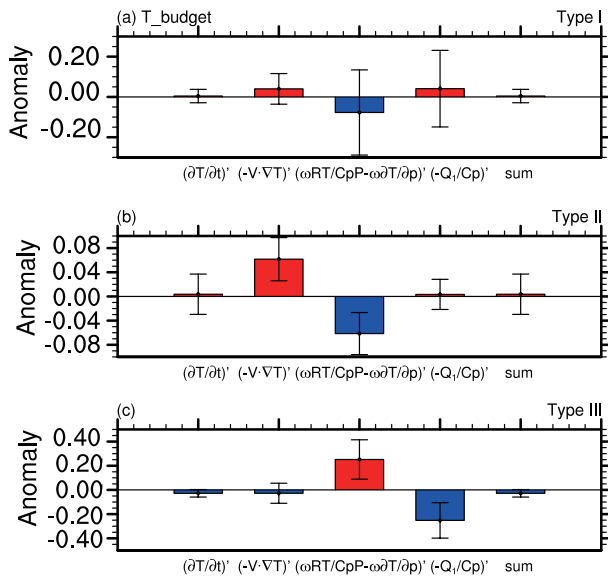 (a) T_budget Type I
Anomaly
0.20
0.00
-0.20
(∂T/∂t)' (-V·∇T)' (ωRT/CpP-ω∂T/∂p)' (-Q₁/Cp)' sum
(b) Type II
Anomaly
0.08
0.04
0.00
-0.04
-0.08
(∂T/∂t)' (-V·∇T)' (ωRT/CpP-ω∂T/∂p)' (-Q₁/Cp)' sum
(c) Type III
Anomaly
0.40
0.20
0.00
-0.20
-0.40
(∂T/∂t)' (-V·∇T)' (ωRT/CpP-ω∂T/∂p)' (-Q₁/Cp)' sum